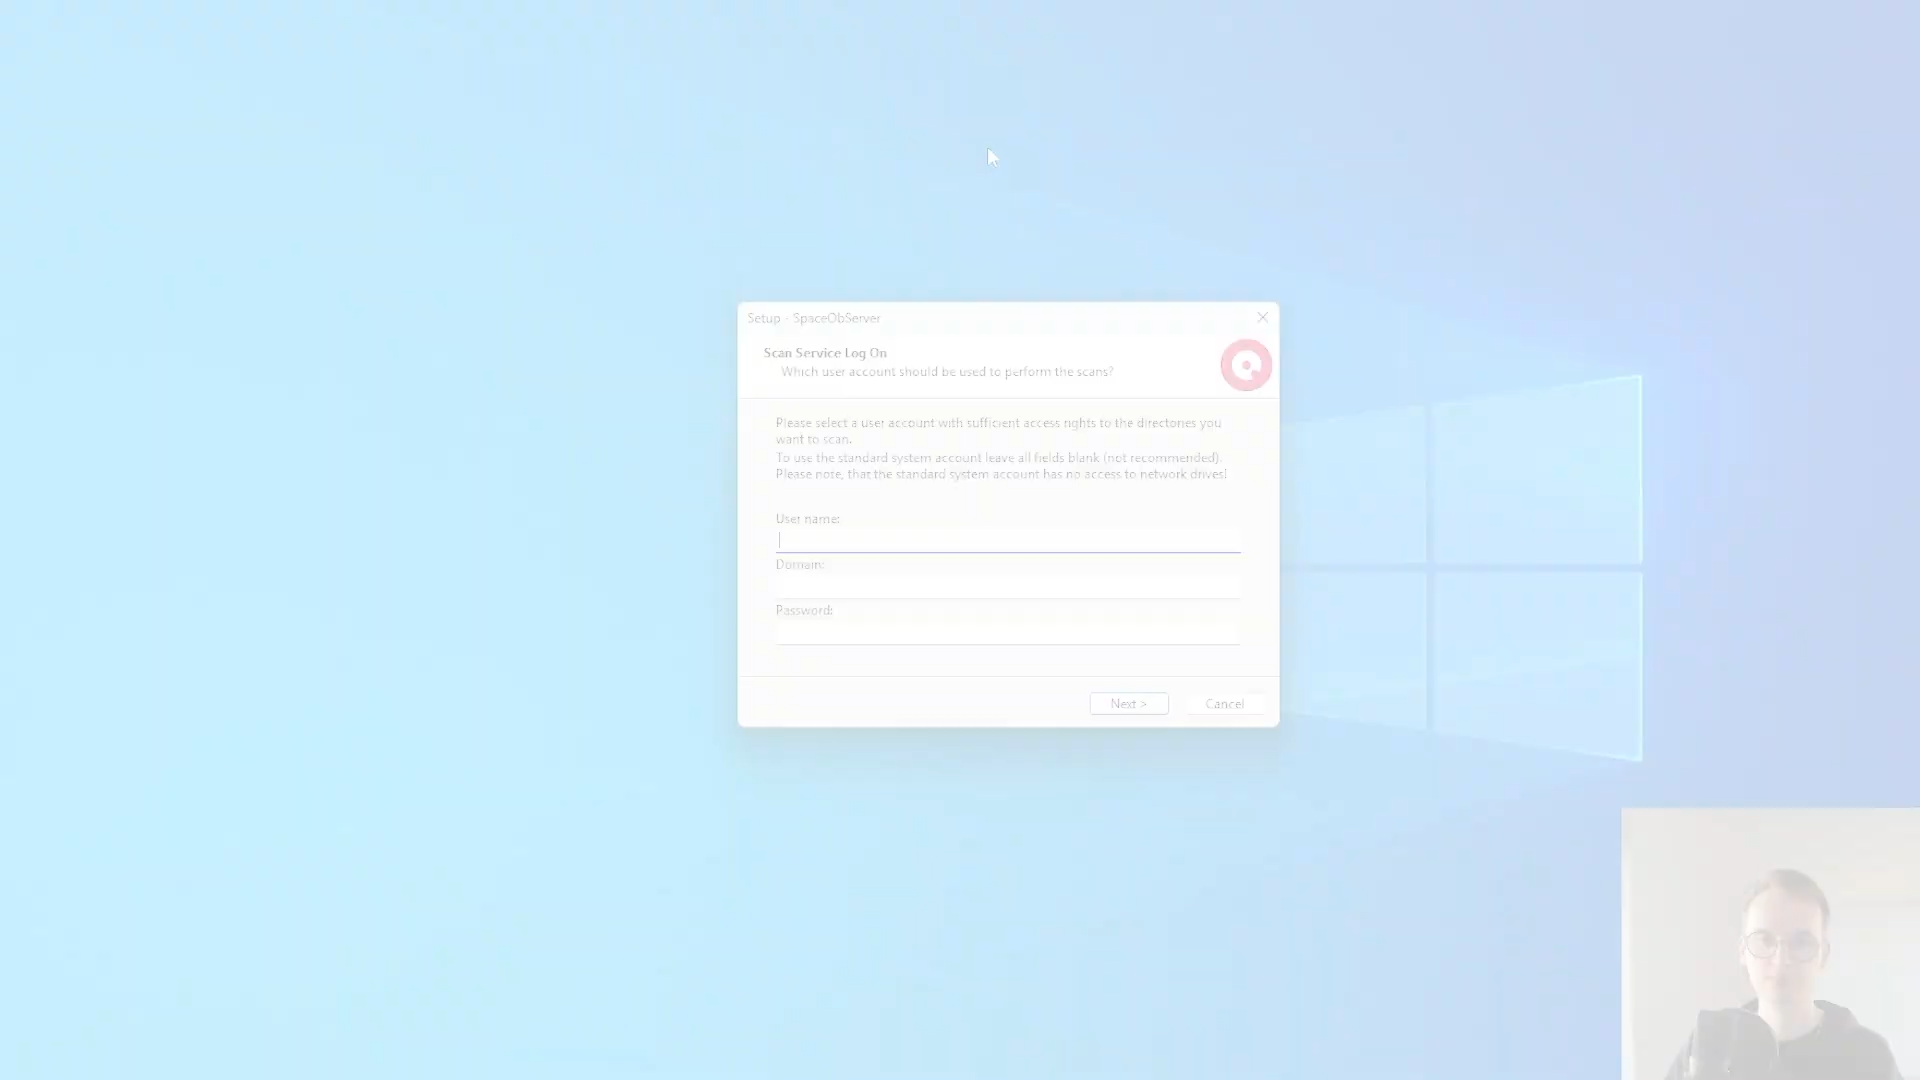 Setup - SpaceObServer
Scan Service Log On
Which user account should be used to perform the scans?
Please select a user account with sufficient access rights to the directories you
want to scan.
To use the standard system account leave all fields blank (not recommended).
Please note, that the standard system account has no access to network drives!
User name:
Domain:
Password:
Next >
Cancel